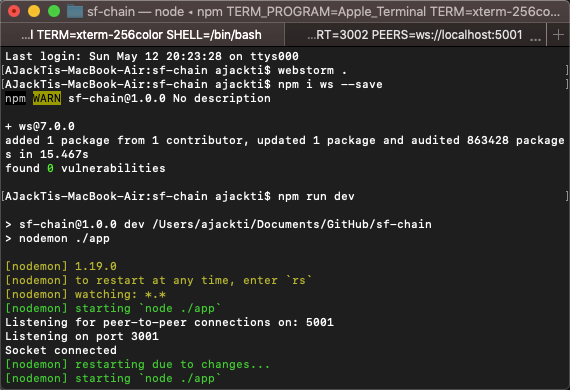 sf-chain — node ◂ npm TERM_PROGRAM=Apple_Terminal TERM=xterm-256co...
...l TERM=xterm-256color SHELL=/bin/bash
...RT=3002 PEERS=ws://localhost:5001 ...
+
Last login: Sun May 12 20:23:28 on ttys000
[AJackTis-MacBook-Air:sf-chain ajackti$ webstorm . ]
[AJackTis-MacBook-Air:sf-chain ajackti$ npm i ws --save ]
npm WARN sf-chain@1.0.0 No description
+ ws@7.0.0
added 1 package from 1 contributor, updated 1 package and audited 863428 package
s in 15.467s
found 0 vulnerabilities
[AJackTis-MacBook-Air:sf-chain ajackti$ npm run dev ]
> sf-chain@1.0.0 dev /Users/ajackti/Documents/GitHub/sf-chain
> nodemon ./app
[nodemon] 1.19.0
[nodemon] to restart at any time, enter `rs`
[nodemon] watching: *.*
[nodemon] starting `node ./app`
Listening for peer-to-peer connections on: 5001
Listening on port 3001
Socket connected
[nodemon] restarting due to changes...
[nodemon] starting `node ./app`